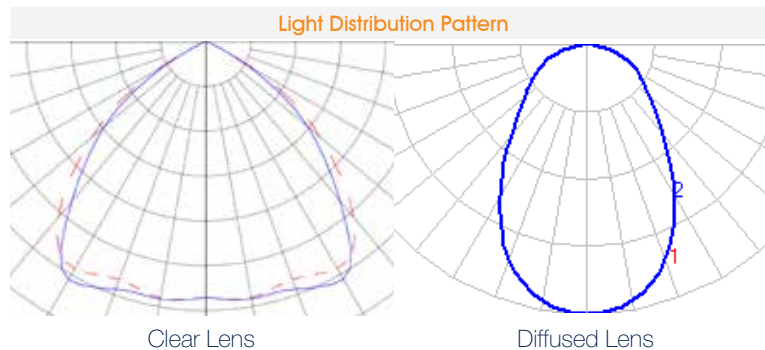 Light Distribution Pattern
2
1
Clear Lens
Diffused Lens